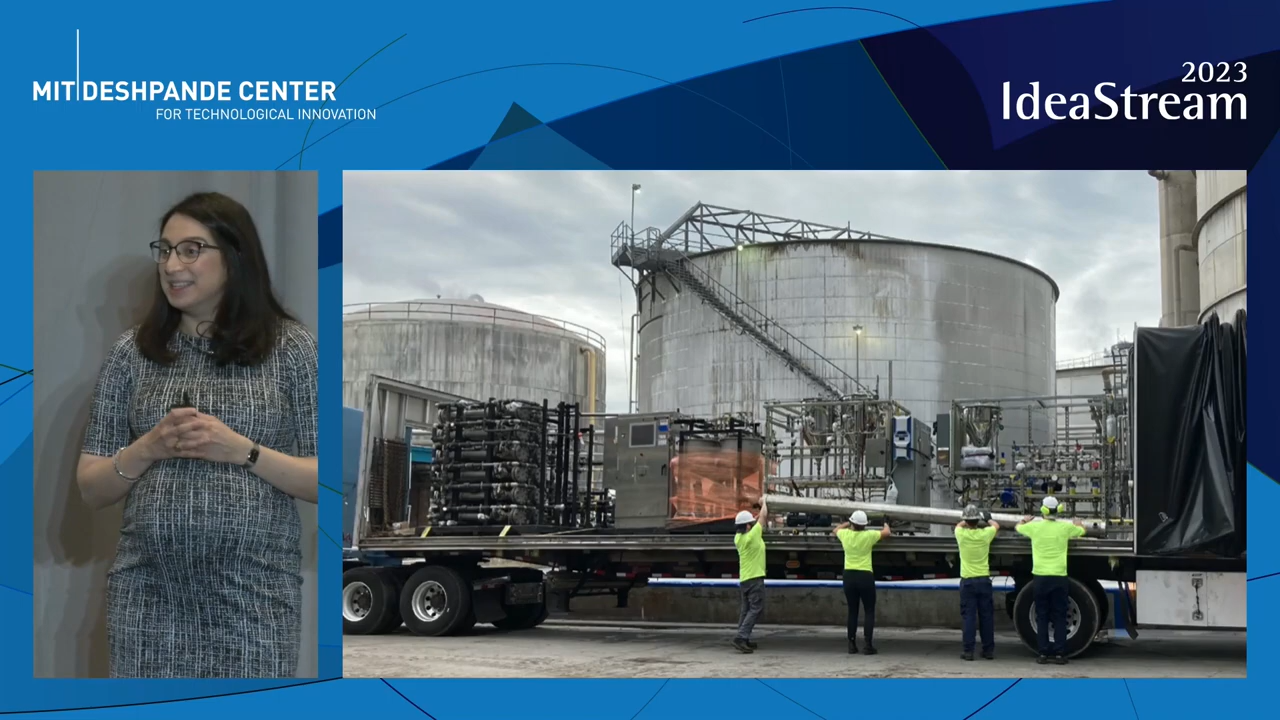 MIT DESHPANDE CENTER
FOR TECHNOLOGICAL INNOVATION
2023
IdeaStream